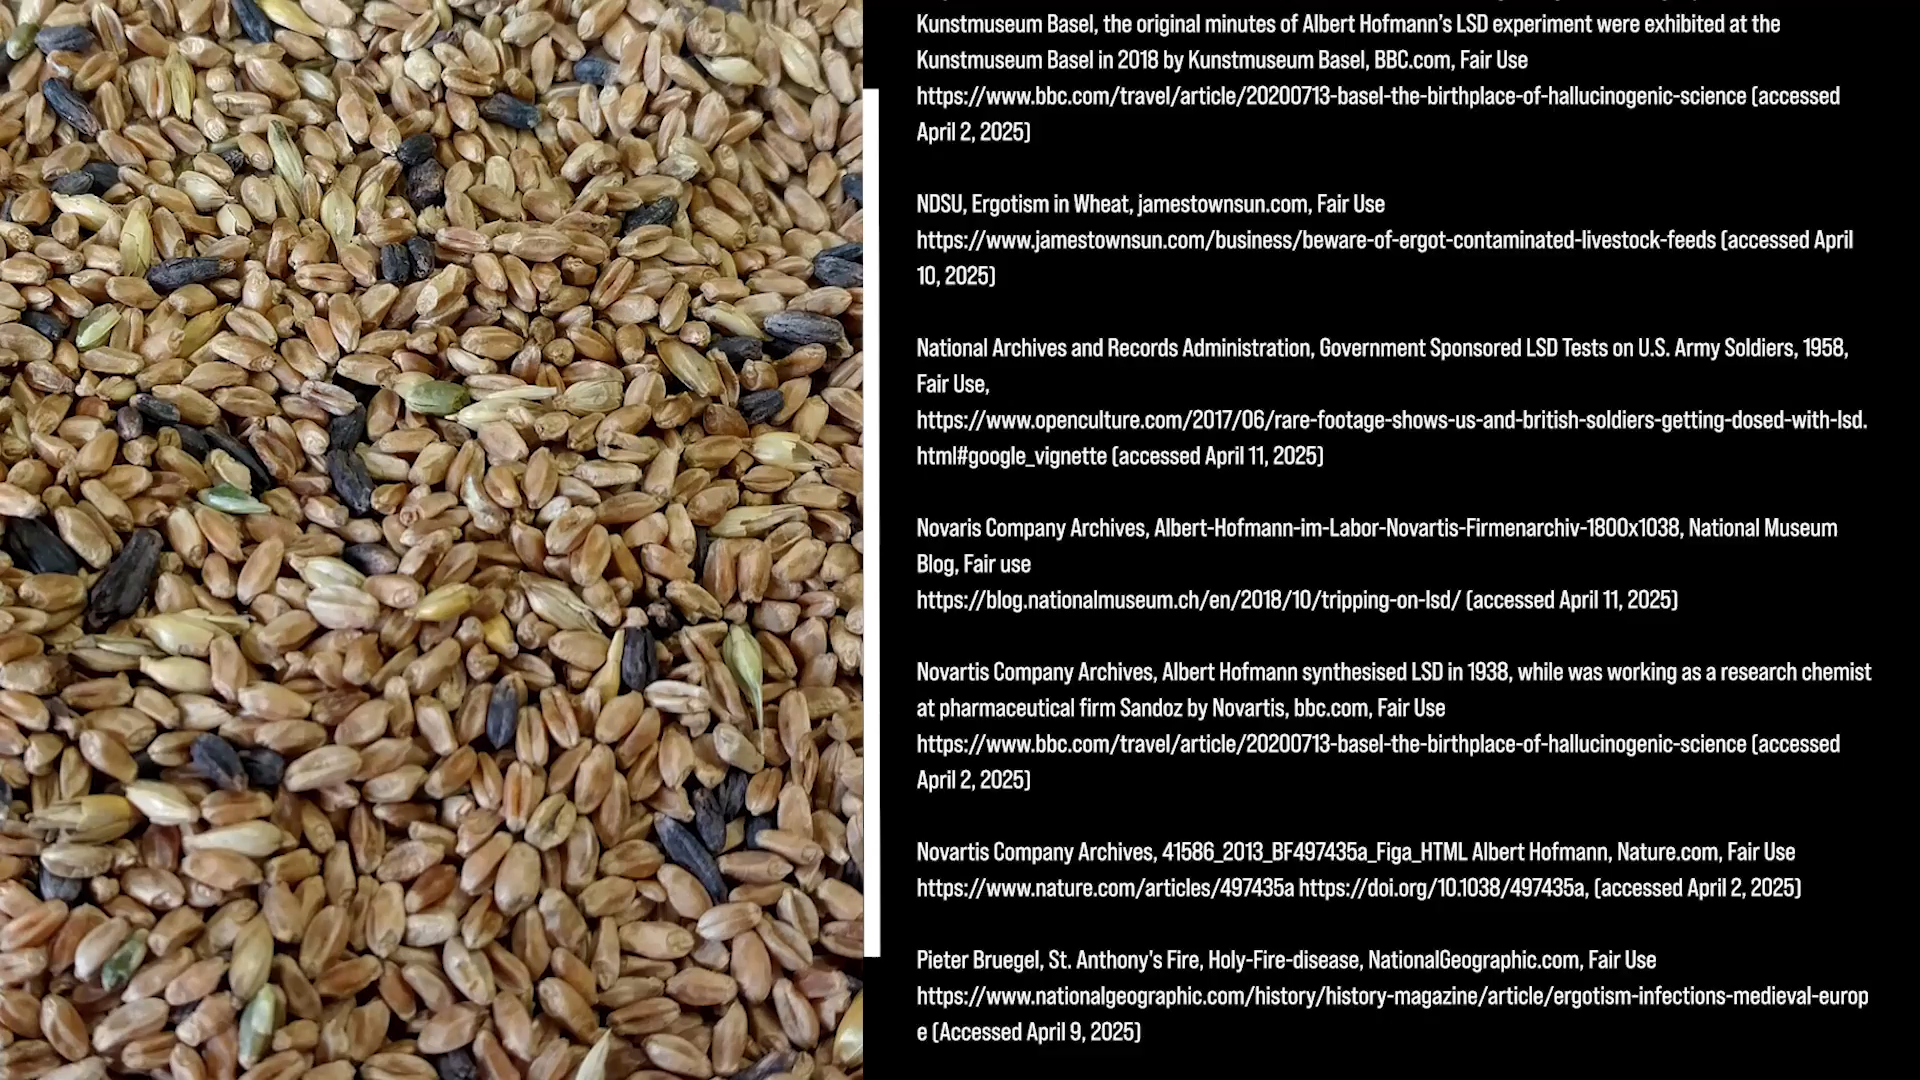 Kunstmuseum Basel, the original minutes of Albert Hofmann's LSD experiment were exhibited at the
Kunstmuseum Basel in 2018 by Kunstmuseum Basel, BBC.com, Fair Use
https://www.bbc.com/travel/article/20200713-basel-the-birthplace-of-hallucinogenic-science (accessed
April 2, 2025)
NDSU, Ergotism in Wheat, jamestownsun.com, Fair Use
https://www.jamestownsun.com/business/beware-of-ergot-contaminated-livestock-feeds (accessed April
10, 2025)
National Archives and Records Administration, Government Sponsored LSD Tests on U.S. Army Soldiers, 1958,
Fair Use,
https://www.openculture.com/2017/06/rare-footage-shows-us-and-british-soldiers-getting-dosed-with-lsd.
html#google_vignette (accessed April 11, 2025)
Novaris Company Archives, Albert-Hofmann-im-Labor-Novartis-Firmenarchiv-1800x1038, National Museum
Blog, Fair use
https://blog.nationalmuseum.ch/en/2018/10/tripping-on-lsd/ (accessed April 11, 2025)
Novartis Company Archives, Albert Hofmann synthesised LSD in 1938, while was working as a research chemist
at pharmaceutical firm Sandoz by Novartis, bbc.com, Fair Use
https://www.bbc.com/travel/article/20200713-basel-the-birthplace-of-hallucinogenic-science (accessed
April 2, 2025)
Novartis Company Archives, 41586_2013_BF497435a_Figa_HTML Albert Hofmann, Nature.com, Fair Use
https://www.nature.com/articles/497435a https://doi.org/10.1038/497435a, (accessed April 2, 2025)
Pieter Bruegel, St. Anthony's Fire, Holy-Fire-disease, NationalGeographic.com, Fair Use
https://www.nationalgeographic.com/history/history-magazine/article/ergotism-infections-medieval-europ
e (Accessed April 9, 2025)